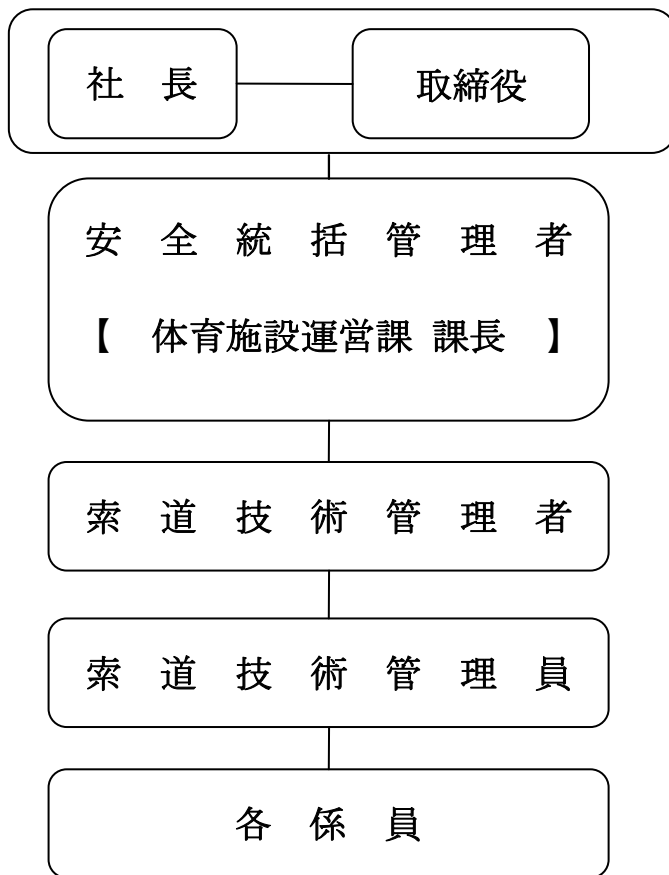 社　長
取締役
安　全　統　括　管　理　者
【　体育施設運営課 課長　】
索　道　技　術　管　理　者
索　道　技　術　管　理　員
各　係　員